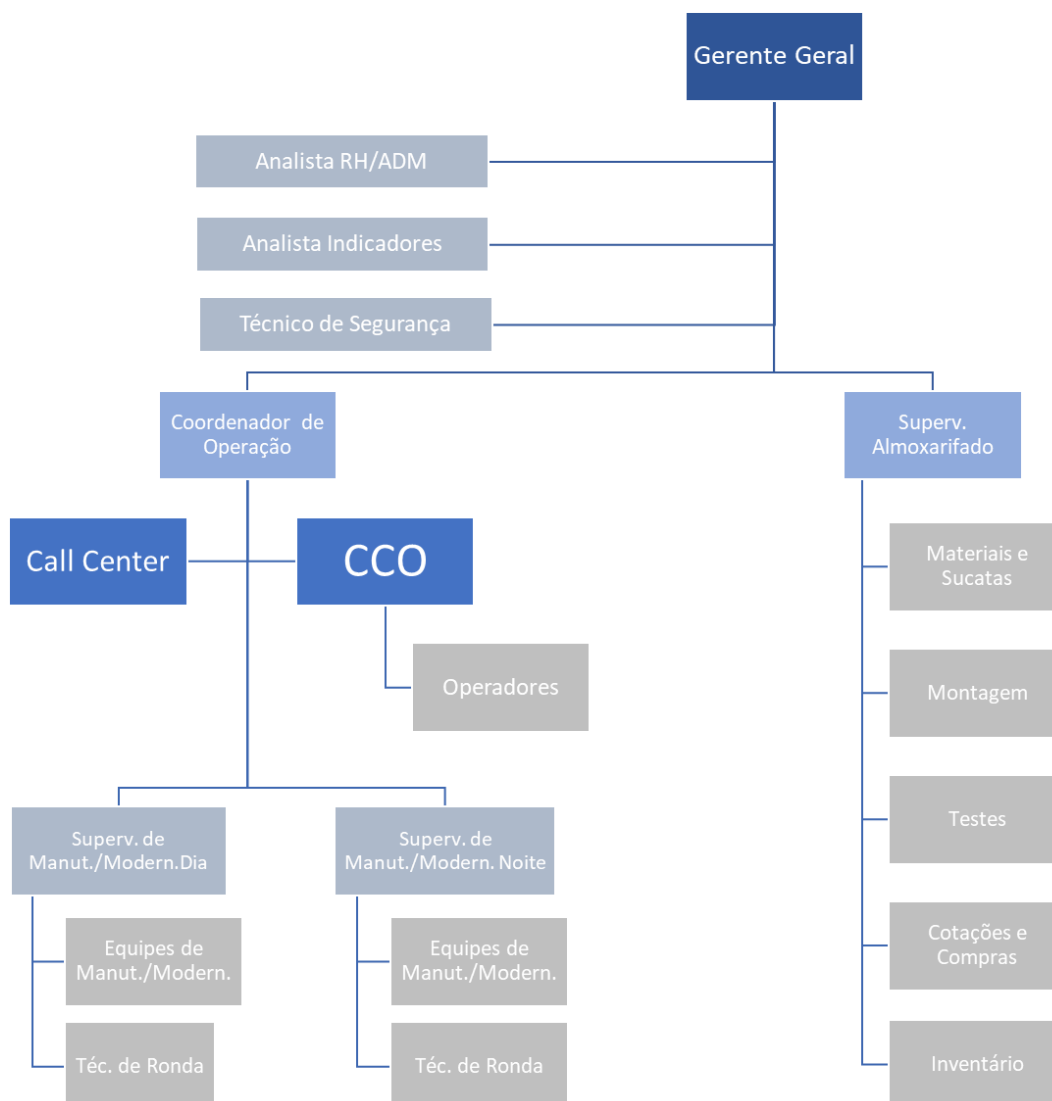 Gerente Geral
Analista RH/ADM
Analista Indicadores
Técnico de Segurança
Coordenador de
Operação
Superv.
Almoxarifado
Call Center
CCO
Operadores
Materiais e
Sucatas
Montagem
Testes
Cotações e
Compras
Inventário
Superv. de
Manut./Modern.Dia
Superv. de
Manut./Modern. Noite
Equipes de
Manut./Modern.
Téc. de Ronda
Equipes de
Manut./Modern.
Téc. de Ronda